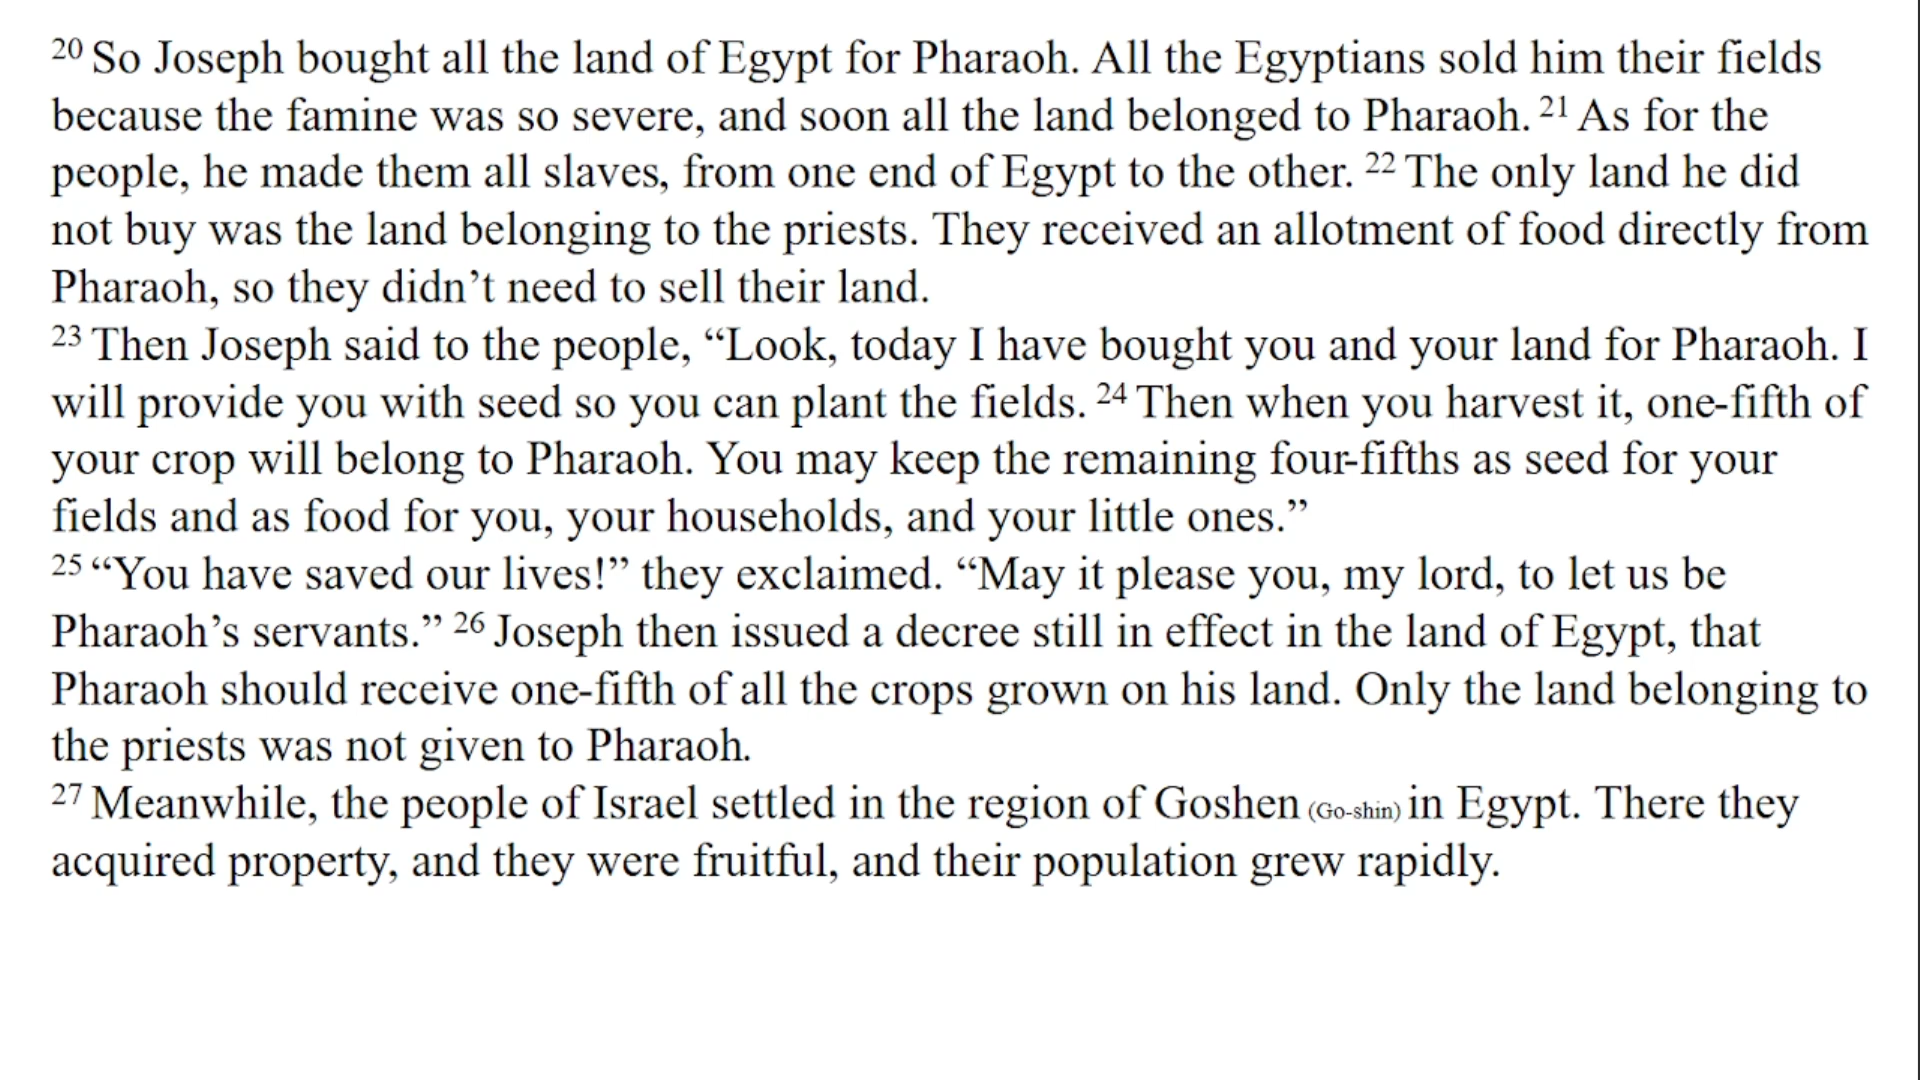 20 So Joseph bought all the land of Egypt for Pharaoh. All the Egyptians sold him their fields
because the famine was so severe, and soon all the land belonged to Pharaoh. 21 As for the
people, he made them all slaves, from one end of Egypt to the other. 22 The only land he did
not buy was the land belonging to the priests. They received an allotment of food directly from
Pharaoh, so they didn’t need to sell their land.
23 Then Joseph said to the people, “Look, today I have bought you and your land for Pharaoh. I
will provide you with seed so you can plant the fields. 24 Then when you harvest it, one-fifth of
your crop will belong to Pharaoh. You may keep the remaining four-fifths as seed for your
fields and as food for you, your households, and your little ones.”
25 “You have saved our lives!” they exclaimed. “May it please you, my lord, to let us be
Pharaoh’s servants.” 26 Joseph then issued a decree still in effect in the land of Egypt, that
Pharaoh should receive one-fifth of all the crops grown on his land. Only the land belonging to
the priests was not given to Pharaoh.
27 Meanwhile, the people of Israel settled in the region of Goshen (Go-shin) in Egypt. There they
acquired property, and they were fruitful, and their population grew rapidly.